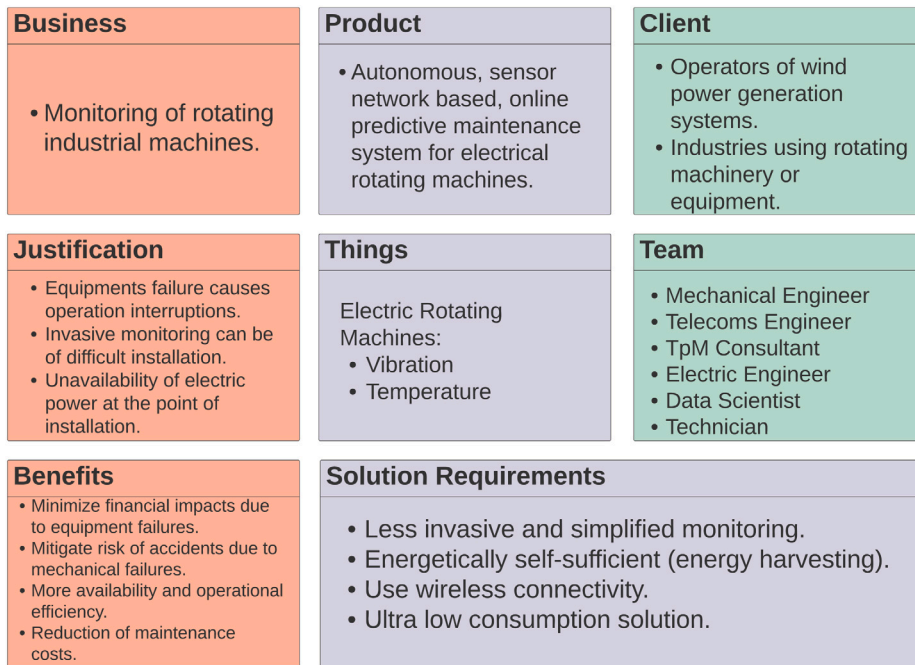 Business
• Monitoring of rotating
industrial machines.
Product
• Autonomous, sensor
network based, online
predictive maintenance
system for electrical
rotating machines.
Client
• Operators of wind
power generation
systems.
• Industries using rotating
machinery or
equipment.
Justification
• Equipments failure causes
operation interruptions.
• Invasive monitoring can be
of difficult installation.
• Unavailability of electric
power at the point of
installation.
Things
Electric Rotating
Machines:
• Vibration
• Temperature
Team
• Mechanical Engineer
• Telecoms Engineer
• TpM Consultant
• Electric Engineer
• Data Scientist
• Technician
Benefits
• Minimize financial impacts due
to equipment failures.
• Mitigate risk of accidents due to
mechanical failures.
• More availability and operational
efficiency.
• Reduction of maintenance
costs.
Solution Requirements
• Less invasive and simplified monitoring.
• Energetically self-sufficient (energy harvesting).
• Use wireless connectivity.
• Ultra low consumption solution.